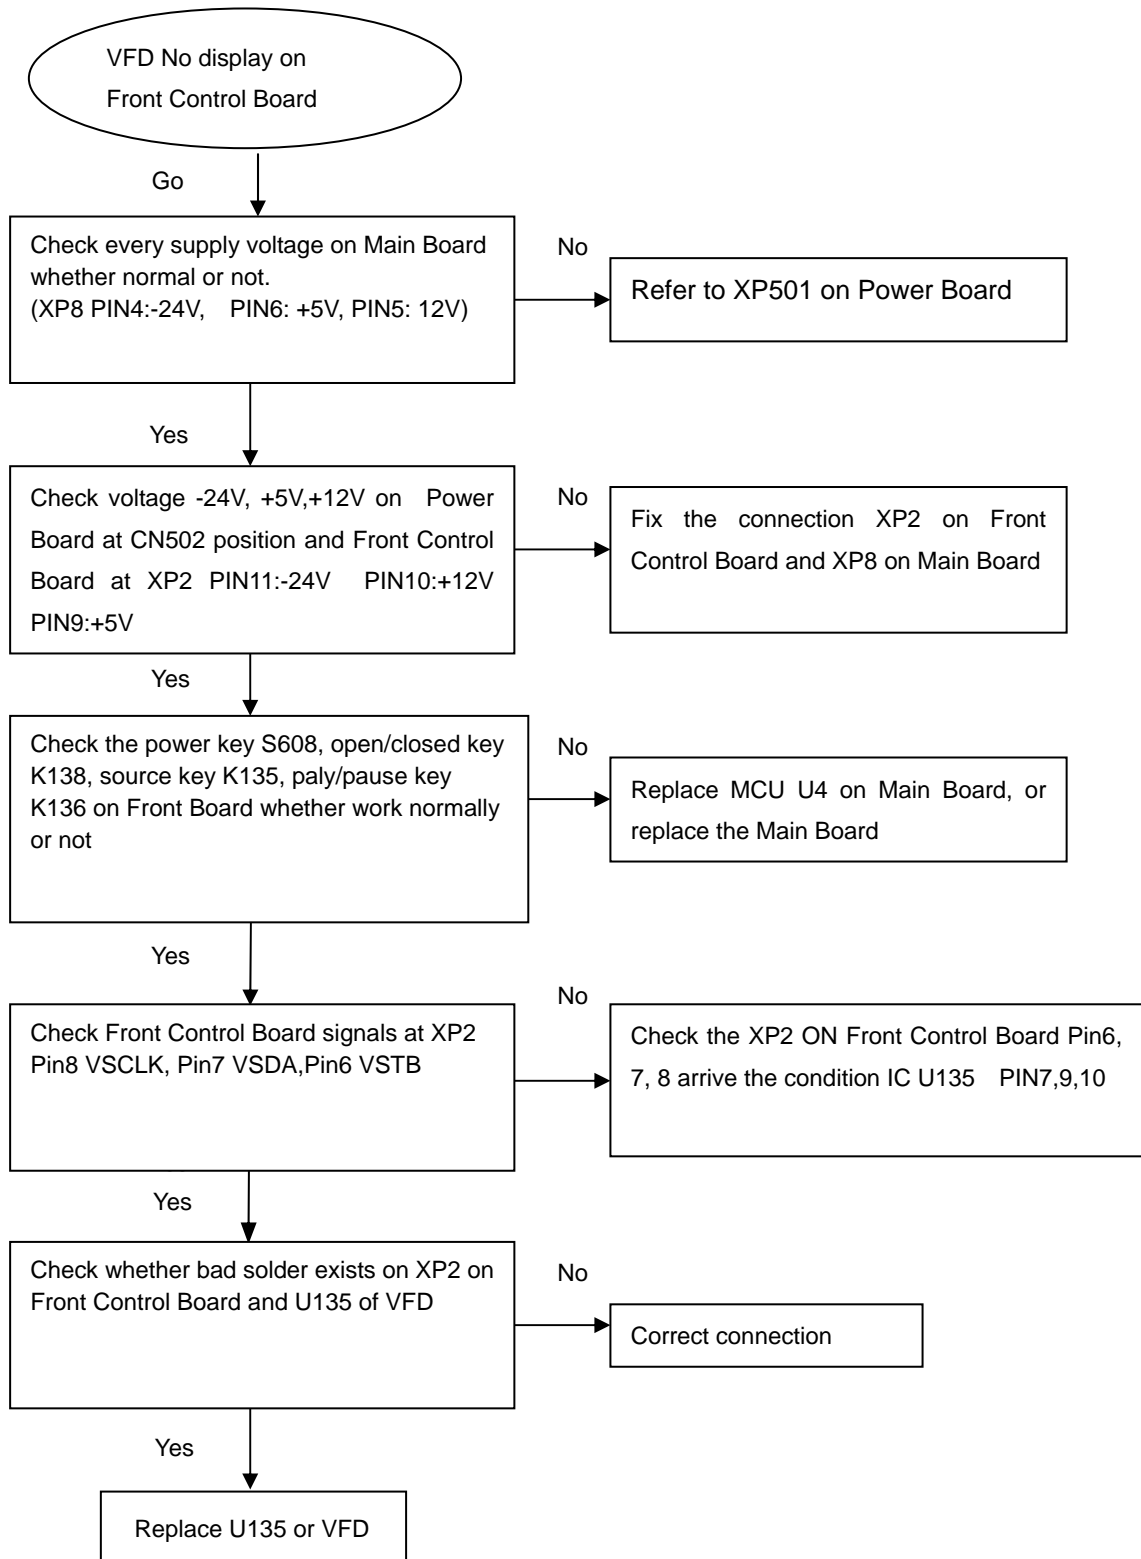 VFD No display on
Front Control Board
Go
Check every supply voltage on Main Board
whether normal or not.
(XP8 PIN4:-24V, PIN6: +5V, PIN5: 12V)
No
Refer to XP501 on Power Board
Yes
Check voltage -24V, +5V,+12V on Power
Board at CN502 position and Front Control
Board at XP2 PIN11:-24V PIN10:+12V
PIN9:+5V
No
Fix the connection XP2 on Front
Control Board and XP8 on Main Board
Yes
Check the power key S608, open/closed key
K138, source key K135, paly/pause key
K136 on Front Board whether work normally
or not
No
Replace MCU U4 on Main Board, or
replace the Main Board
Yes
Check Front Control Board signals at XP2
Pin8 VSCLK, Pin7 VSDA,Pin6 VSTB
No
Check the XP2 ON Front Control Board Pin6,
7, 8 arrive the condition IC U135 PIN7,9,10
Yes
Check whether bad solder exists on XP2 on
Front Control Board and U135 of VFD
No
Correct connection
Yes
Replace U135 or VFD